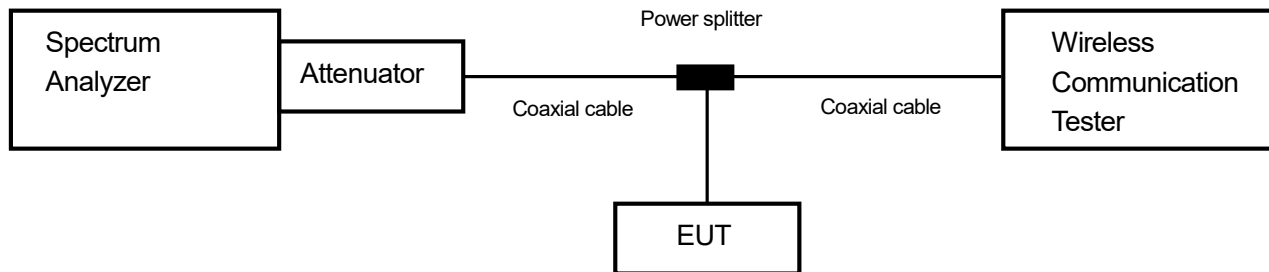 Power splitter
Spectrum
Analyzer
Attenuator
Coaxial cable
Coaxial cable
Wireless
Communication
Tester
EUT